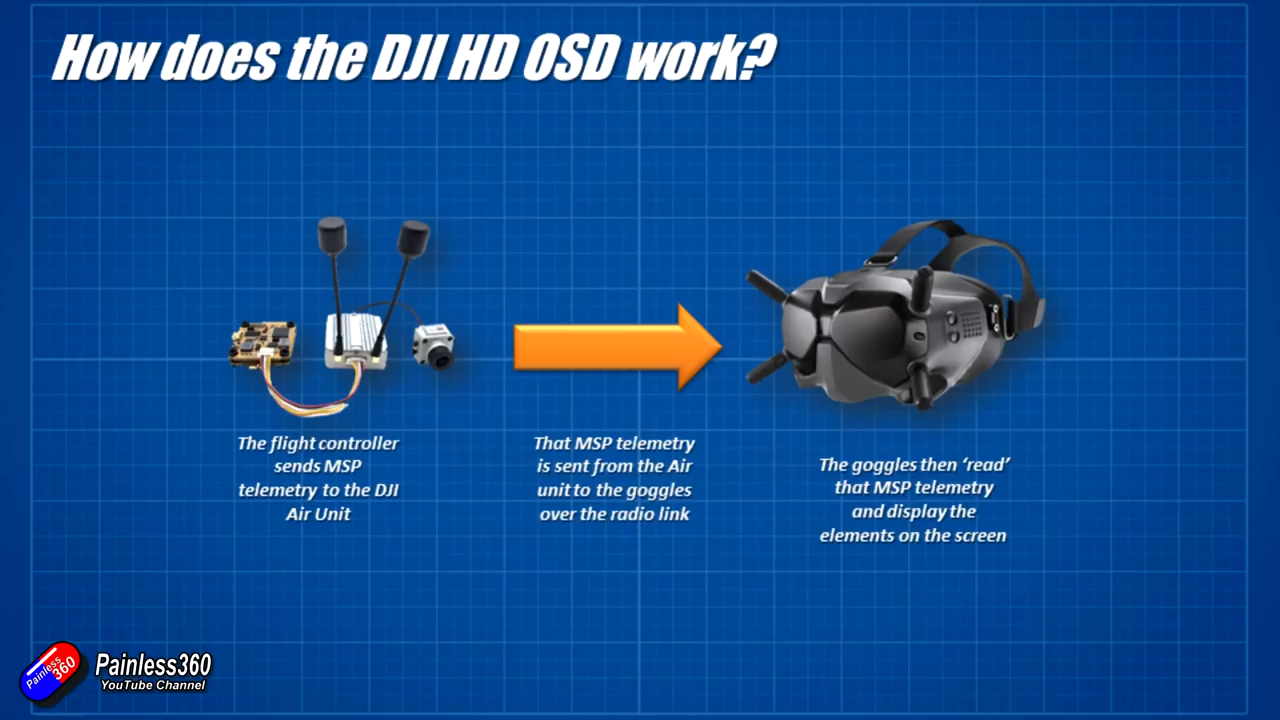 How does the DJI HD OSD work?
The flight controller
sends MSP
telemetry to the DJI
Air Unit
That MSP telemetry
is sent from the Air
unit to the goggles
over the radio link
The goggles then ‘read’
that MSP telemetry
and display the
elements on the screen
Painless
360
Painless360
YouTube Channel